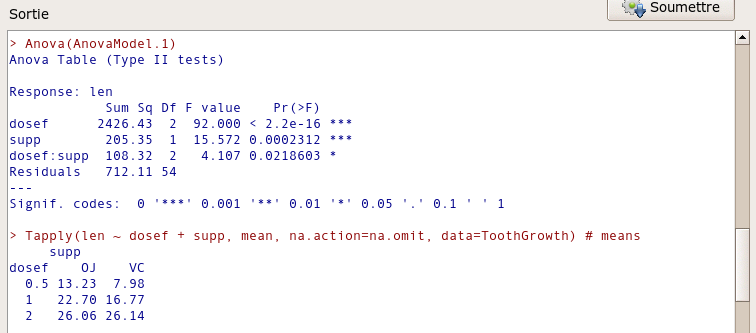 Sortie
Soumettre
> Anova(AnovaModel.1)
Anova Table (Type II tests)
Response: len
Sum Sq Df F value Pr(>F)
dosef 2426.43 2 92.000 < 2.2e-16 ***
supp 205.35 1 15.572 0.0002312 ***
dosef:supp 108.32 2 4.107 0.0218603 *
Residuals 712.11 54
---
Signif. codes: 0 '***' 0.001 '**' 0.01 '*' 0.05 '.' 0.1 ' ' 1
> Tapply(len ~ dosef + supp, mean, na.action=na.omit, data=ToothGrowth) # means
supp
dosef OJ VC
0.5 13.23 7.98
1 22.70 16.77
2 26.06 26.14